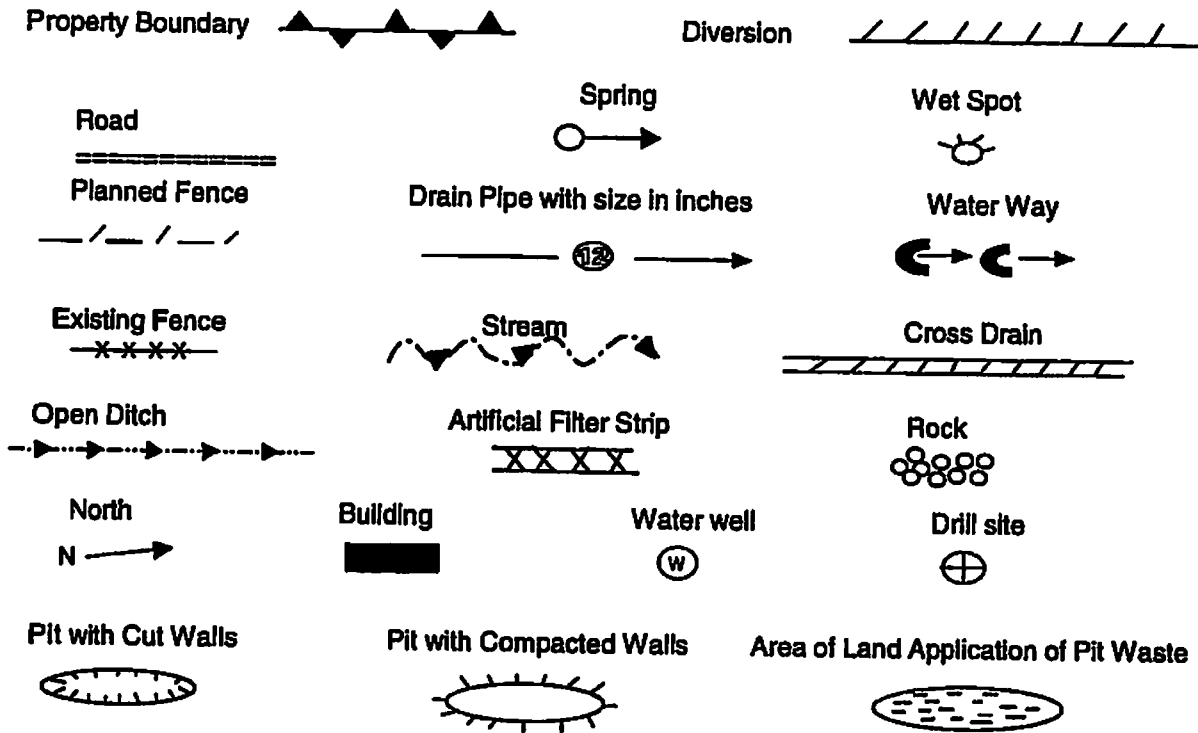 Property Boundary
Diversion
Spring
Wet Spot
Road
Planned Fence
Drain Pipe with size in inches
Water Way
12
Existing Fence
Stream
Cross Drain
Open Ditch
Artificial Filter Strip
Rock
North
Building
Water well
Drill site
N
W
Pit with Cut Walls
Pit with Compacted Walls
Area of Land Application of Pit Waste